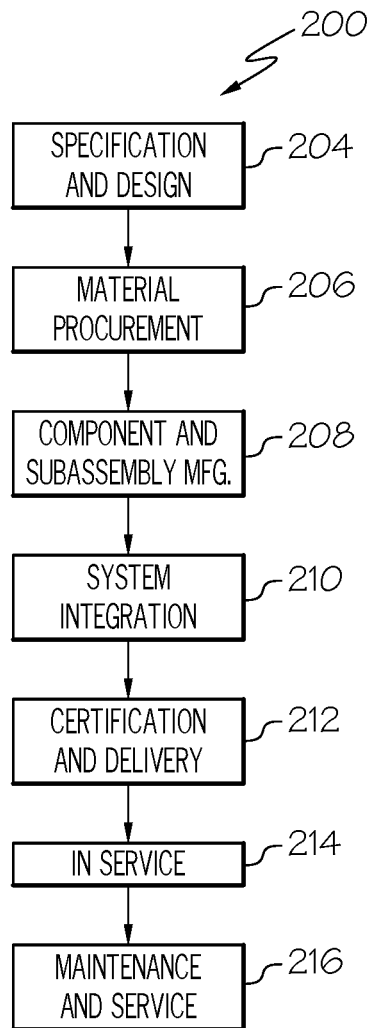 200
SPECIFICATION
AND DESIGN
204
MATERIAL
PROCUREMENT
206
COMPONENT AND
SUBASSEMBLY MFG.
208
SYSTEM
INTEGRATION
210
CERTIFICATION
AND DELIVERY
212
IN SERVICE
214
MAINTENANCE
AND SERVICE
216